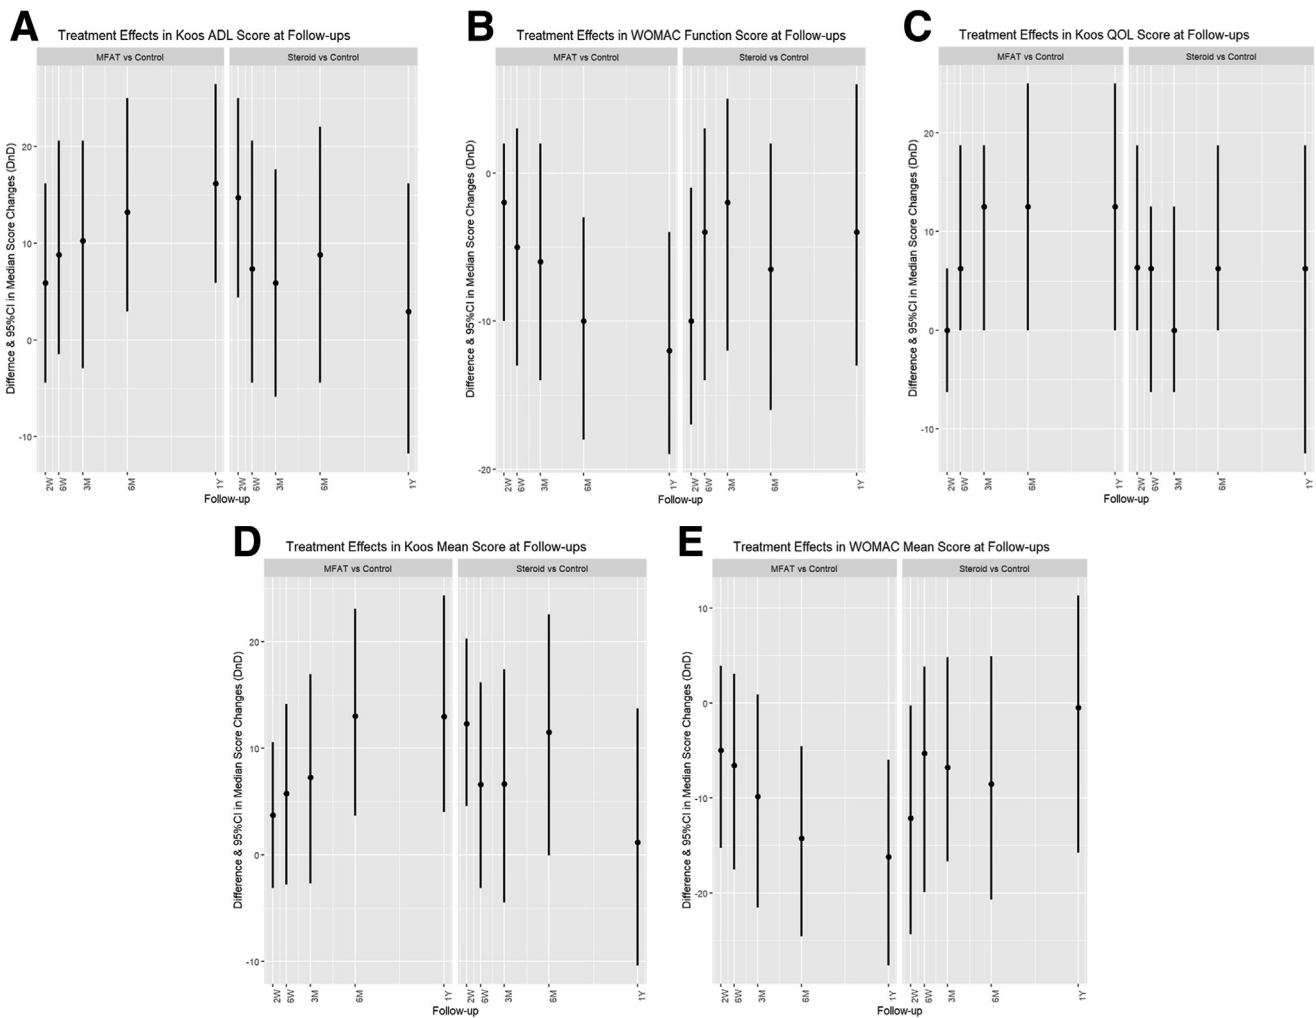 A
Treatment Effects in Koos ADL Score at Follow-ups
MFAT vs Control
Steroid vs Control
Differnce & 95%CI in Median Score Changes (DnD)
20
10
0
-10
2W
6W
3M
6M
1Y
2W
6W
3M
6M
1Y
Follow-up
B
Treatment Effects in WOMAC Function Score at Follow-ups
MFAT vs Control
Steroid vs Control
Difference & 95%CI in Median Score Changes (DnD)
0
-10
-20
2W
6W
3M
6M
1Y
2W
6W
3M
6M
1Y
Follow-up
C
Treatment Effects in Koos QOL Score at Follow-ups
MFAT vs Control
Steroid vs Control
Difference & 95%CI in Median Score Changes (DnD)
20
10
0
-10
2W
6W
3M
6M
1Y
2W
6W
3M
6M
1Y
Follow-up
D
Treatment Effects in Koos Mean Score at Follow-ups
MFAT vs Control
Steroid vs Control
Difference & 95%CI in Median Score Changes (DnD)
20
10
0
-10
2W
6W
3M
6M
1Y
2W
6W
3M
6M
1Y
Follow-up
E
Treatment Effects in WOMAC Mean Score at Follow-ups
MFAT vs Control
Steroid vs Control
Difference & 95%CI in Median Score Changes (DnD)
10
0
-10
-20
2W
6W
3M
6M
1Y
2W
6W
3M
6M
1Y
Follow-up